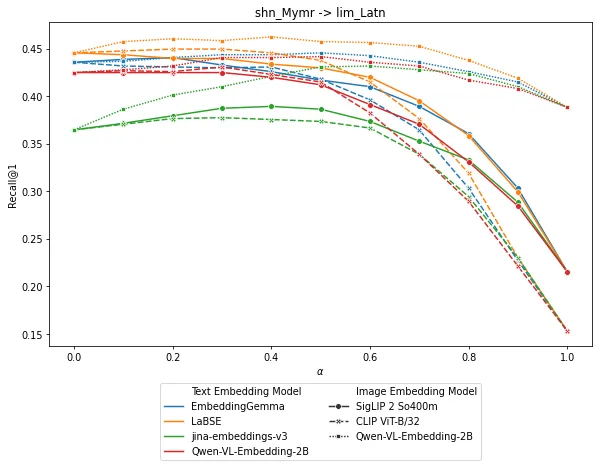 shn_Mymr -> lim_Latn
0.45
0.40
0.35
0.30
0.25
0.20
0.15
Recall@1
0.0 0.2 0.4 0.6 0.8 1.0
α
Text Embedding Model
EmbeddingGemma
LaBSE
jina-embeddings-v3
Qwen-VL-Embedding-2B
Image Embedding Model
SigLIP 2 So400m
CLIP ViT-B/32
Qwen-VL-Embedding-2B